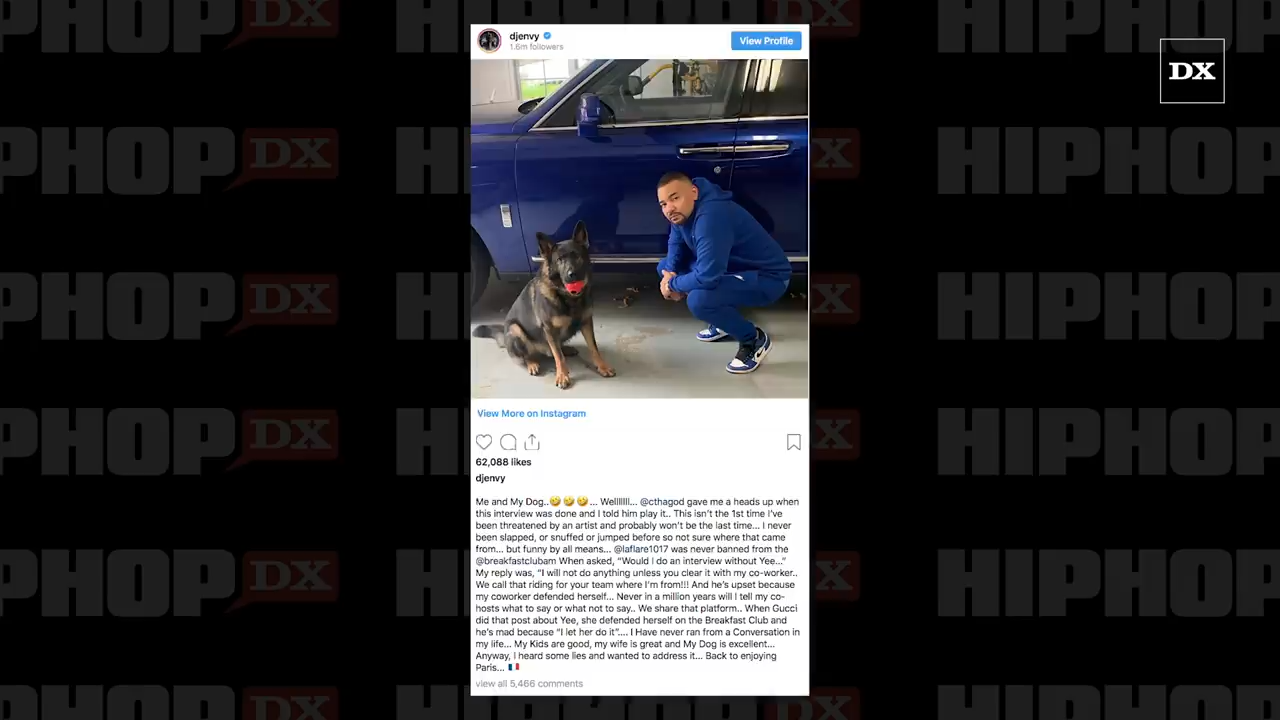 djenvy
1.6m followers
View Profile
DX
HIPHOP DX
View More on Instagram
62,088 likes
djenvy
Me and My Dog..🤣🤣🤣... Wellllllll... @cthagod gave me a heads up when
this interview was done and I told him play it.. This isn't the 1st time I've
been threatened by an artist and probably won't be the last time... I never
been slapped, or snuffed or jumped before so not sure where that came
from... but funny by all means... @laflare1017 was never banned from the
@breakfastclubam When asked, "Would I do an interview without Yee..."
My reply was, "I will not do anything unless you clear it with my co-worker..
We call that riding for your team where I'm from!!! And he's upset because
my coworker defended herself... Never in a million years will I tell my co-
hosts what to say or what not to say.. We share that platform.. When Gucci
did that post about Yee, she defended herself on the Breakfast Club and
he's mad because "I let her do it".... I Have never ran from a Conversation in
my life... My Kids are good, my wife is great and My Dog is excellent...
Anyway, I heard some lies and wanted to address it... Back to enjoying
Paris... 🇫🇷
view all 5,466 comments